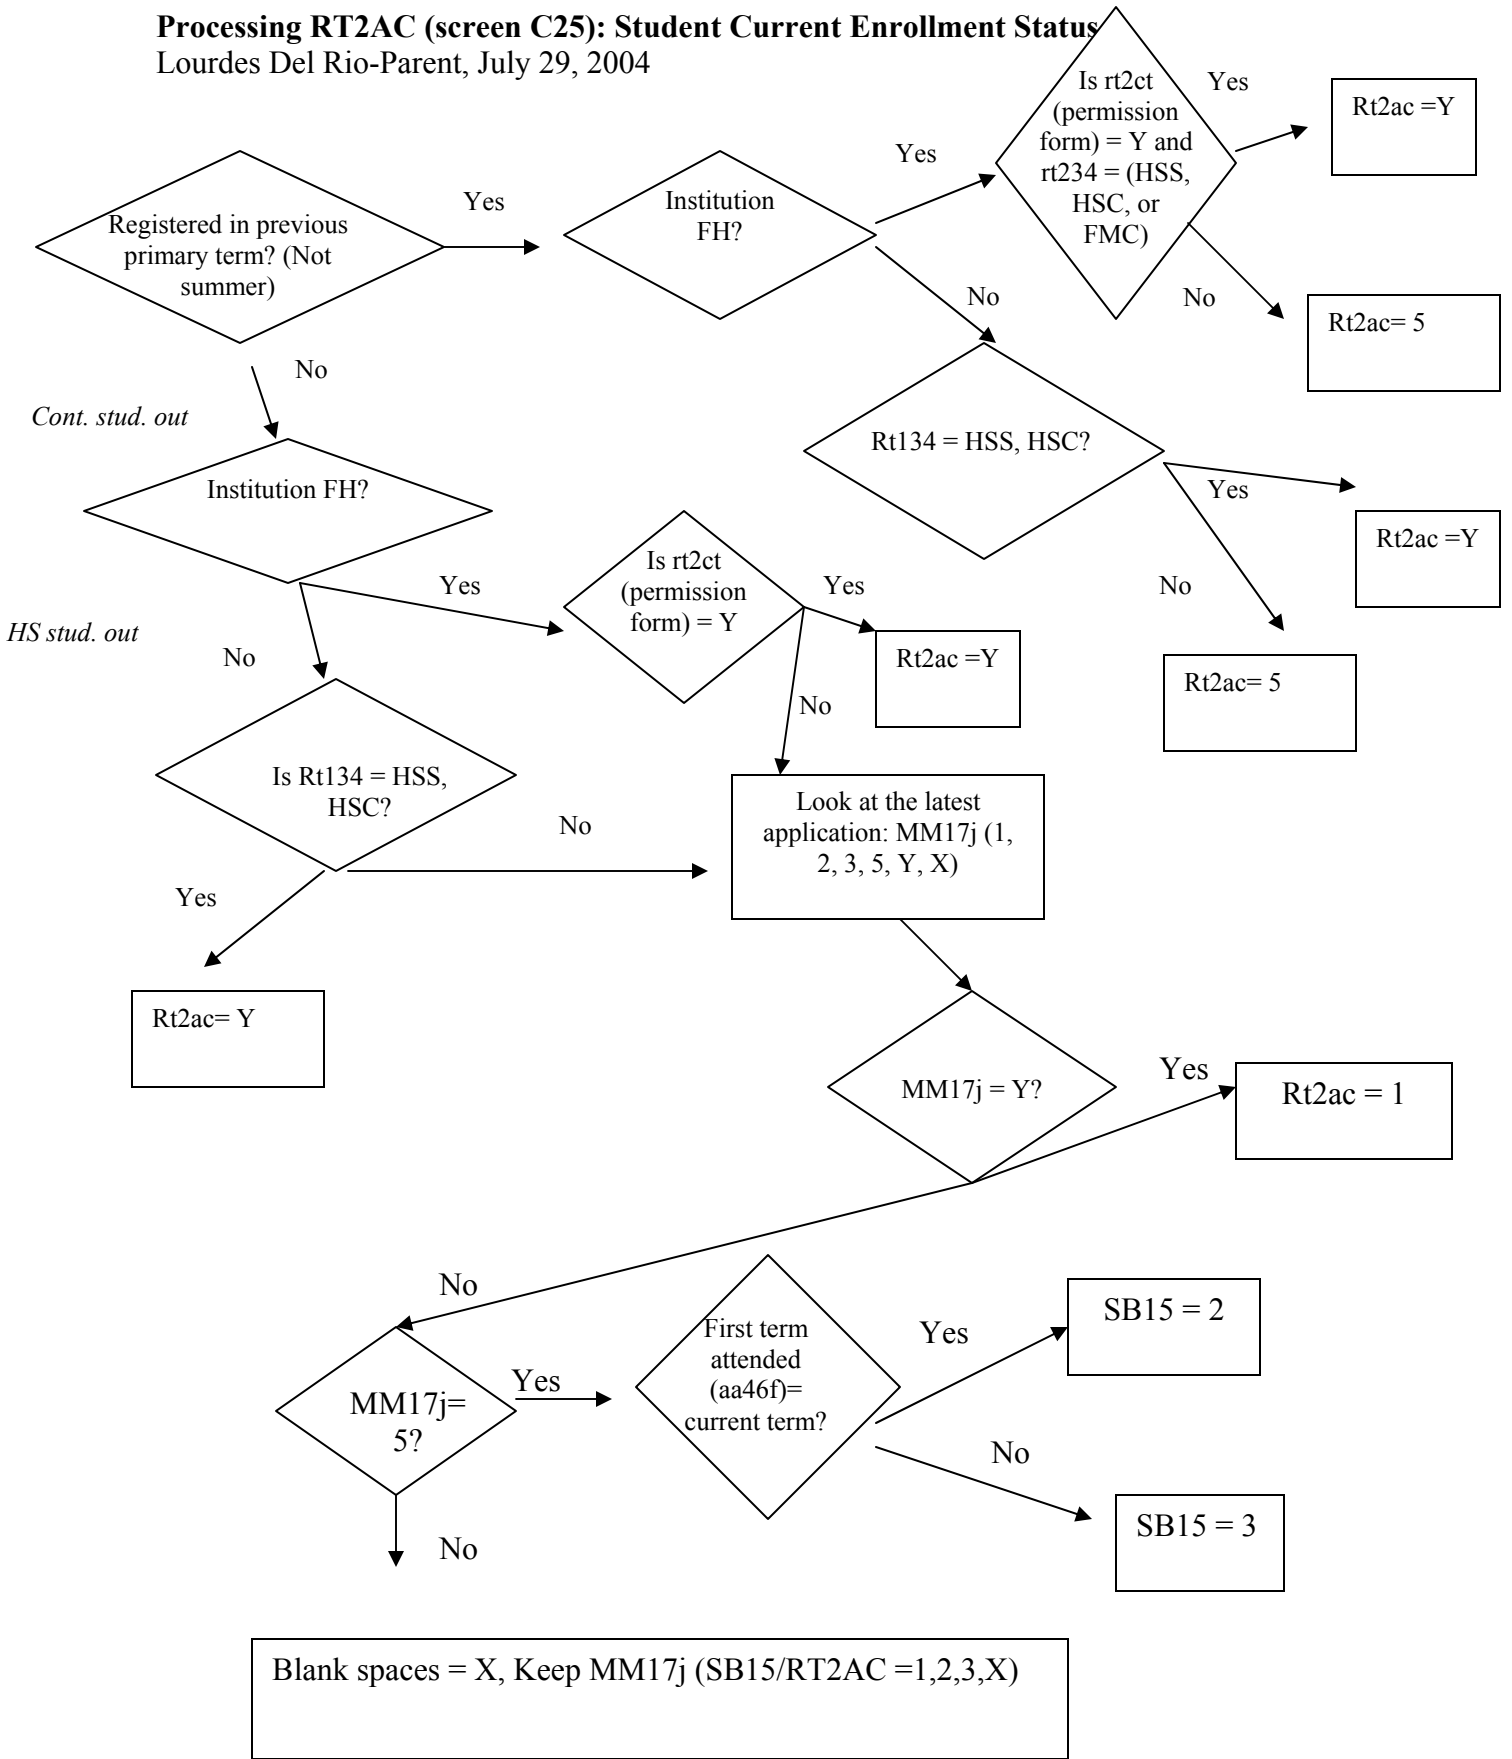 Processing RT2AC (screen C25): Student Current Enrollment Status
Lourdes Del Rio-Parent, July 29, 2004
Registered in previous
primary term? (Not
summer)
Yes
Institution
FH?
Yes
Is rt2ct
(permission
form) = Y and
rt234 = (HSS,
HSC, or
FMC)
Yes
Rt2ac =Y
No
Rt2ac= 5
No
Rt134 = HSS, HSC?
Yes
Rt2ac =Y
No
Rt2ac= 5
No
Cont. stud. out
Institution FH?
Yes
Is rt2ct
(permission
form) = Y
Yes
Rt2ac =Y
No
HS stud. out
No
Is Rt134 = HSS,
HSC?
No
Yes
Rt2ac= Y
Look at the latest
application: MM17j (1,
2, 3, 5, Y, X)
MM17j = Y?
Yes
Rt2ac = 1
No
MM17j=
5?
Yes
First term
attended
(aa46f)=
current term?
Yes
SB15 = 2
No
SB15 = 3
No
Blank spaces = X, Keep MM17j (SB15/RT2AC =1,2,3,X)